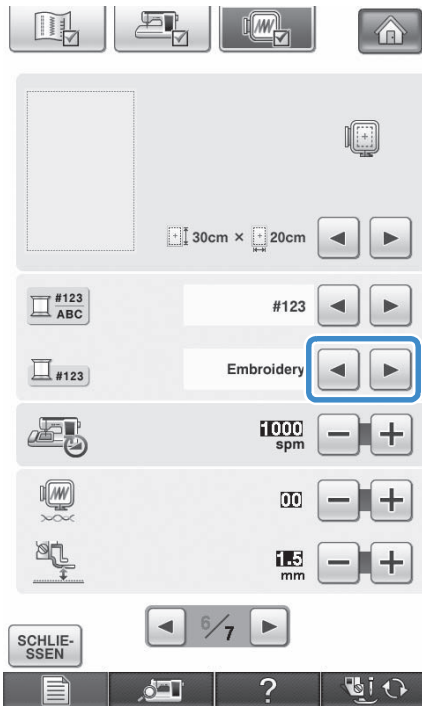 30cm × 20cm
#123
ABC
#123
#123
Embroidery
1000
spm
00
1.5
mm
6/7
SCHLIE-
SSEN
?